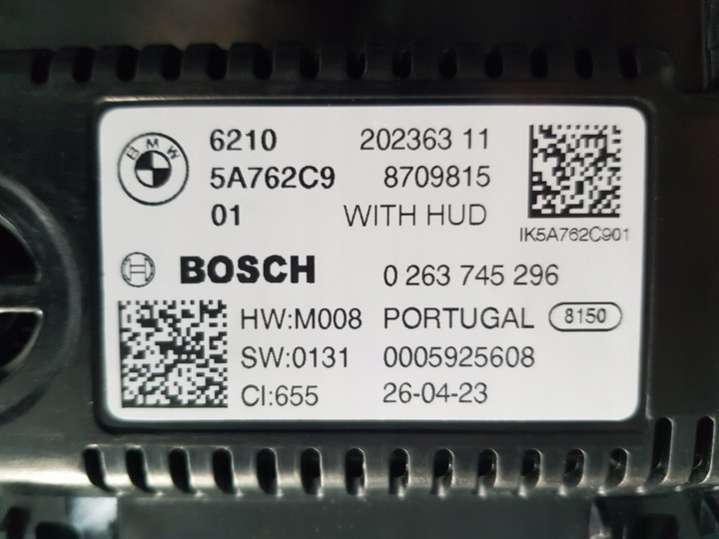 BMW 6210 202363 11
5A762C9 8709815
01 WITH HUD
IK5A762C901
BOSCH 0 263 745 296
HW:M008 PORTUGAL 8150
SW:0131 0005925608
CI:655 26-04-23